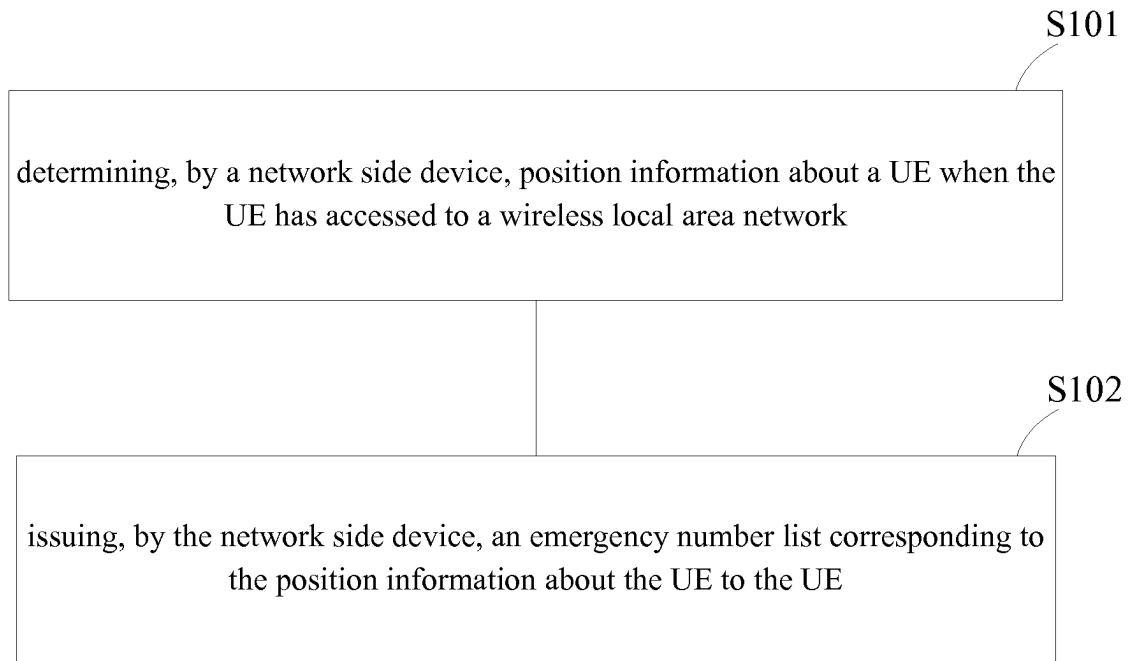 S101
determining, by a network side device, position information about a UE when the
UE has accessed to a wireless local area network
S102
issuing, by the network side device, an emergency number list corresponding to
the position information about the UE to the UE